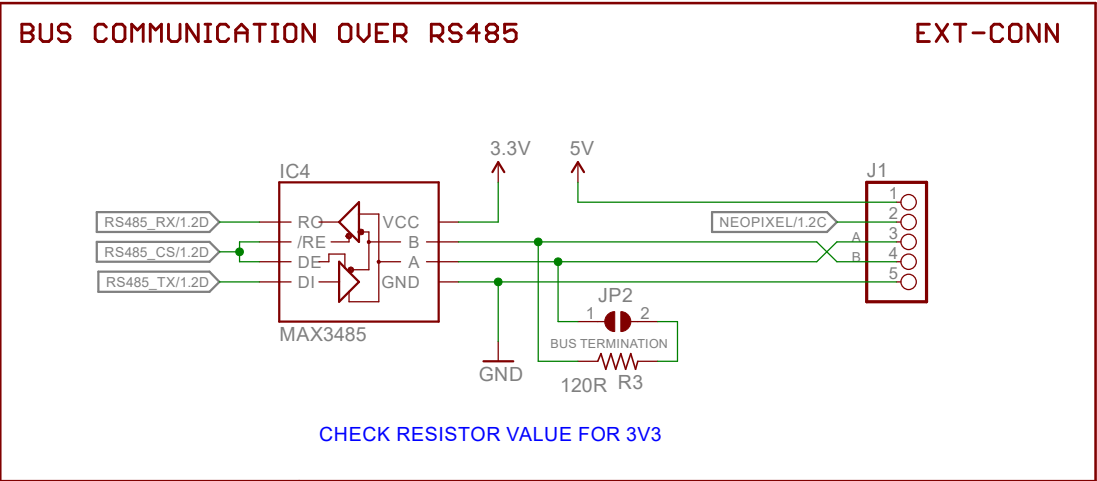 BUS COMMUNICATION OVER RS485
EXT-CONN
3.3V
5V
IC4
J1
RS485_RX/1.2D
RO
VCC
1
NEOPIXEL/1.2C
2
RS485_CS/1.2D
/RE
B
A
3
DE
A
B
4
RS485_TX/1.2D
DI
GND
5
JP2
1
2
MAX3485
BUS TERMINATION
GND
120R
R3
CHECK RESISTOR VALUE FOR 3V3